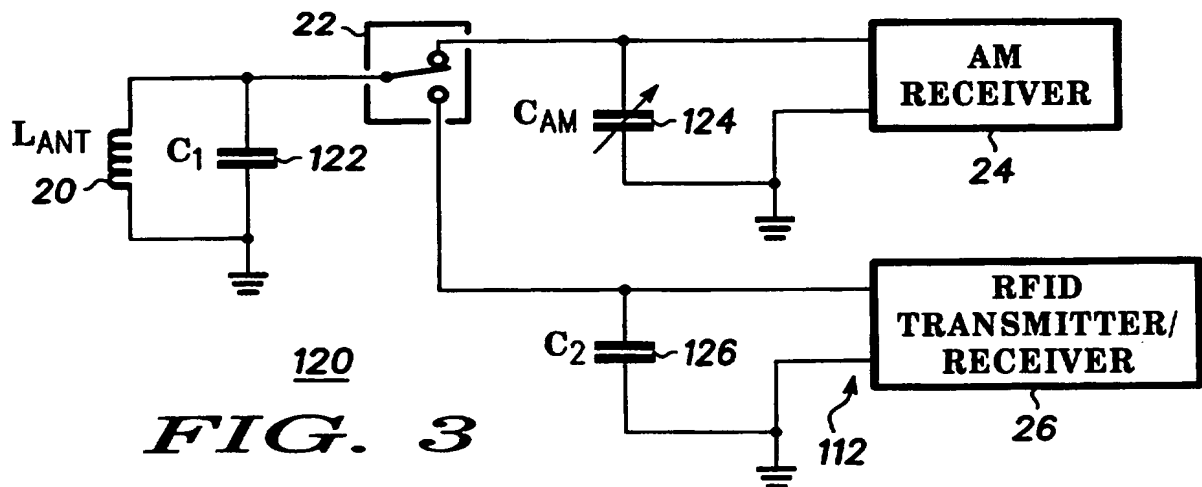 22
AM
RECEIVER
24
C_AM
124
L_ANT
20
C₁
122
RFID
TRANSMITTER/
RECEIVER
26
C₂
126
112
120
FIG. 3